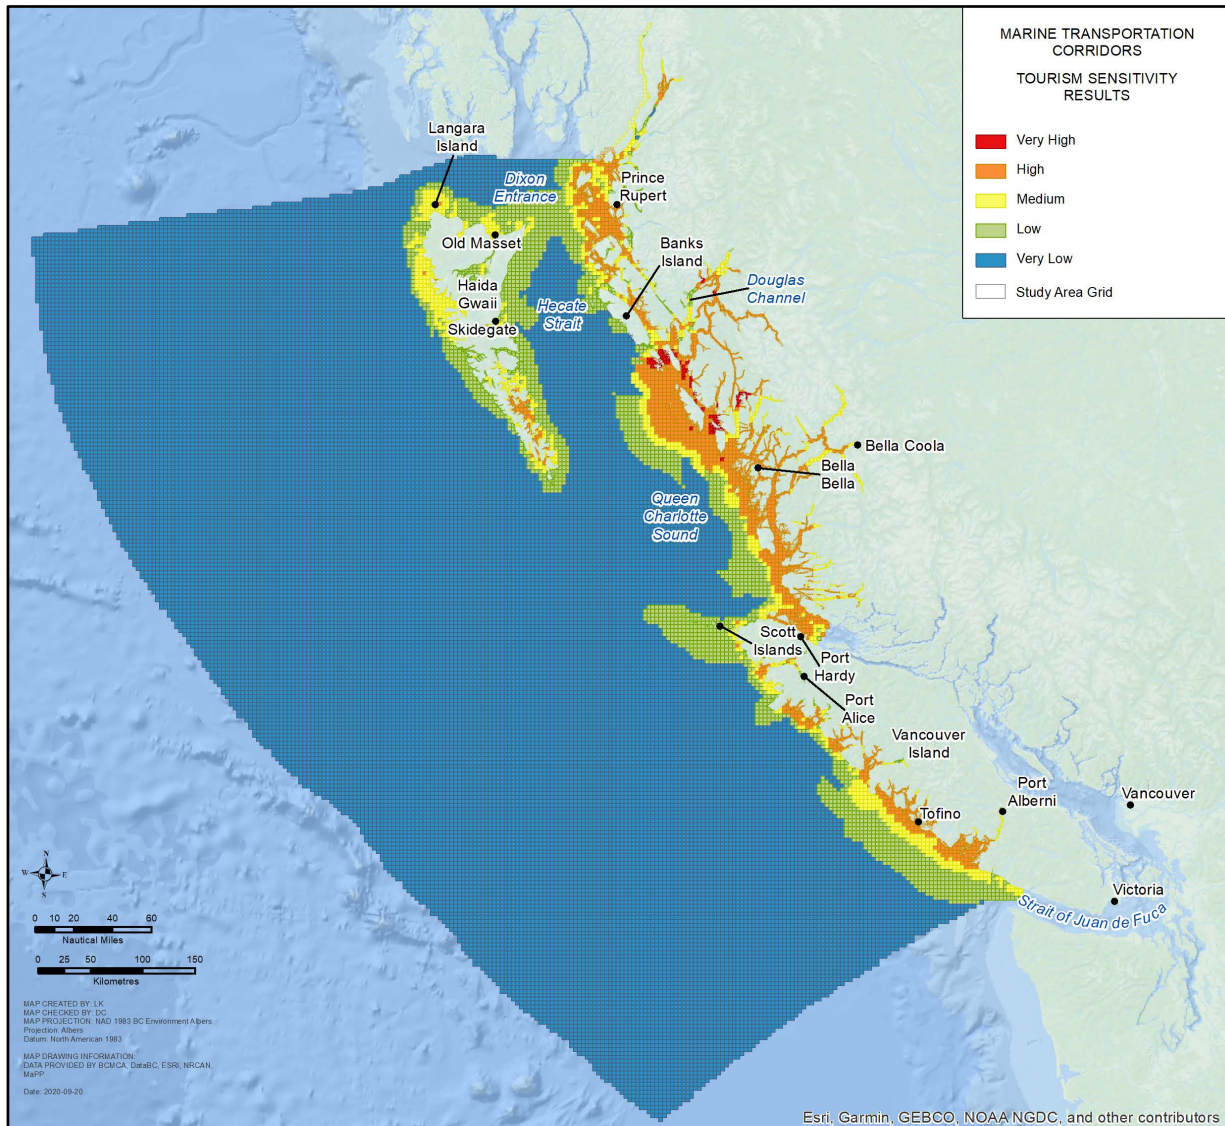 MARINE TRANSPORTATION
CORRIDORS
TOURISM SENSITIVITY
RESULTS
Very High
High
Medium
Low
Very Low
Study Area Grid
Langara
Island
Dixon
Entrance
Prince
Rupert
Old Masset
Banks
Island
Haida
Gwaii
Hecate
Strait
Douglas
Channel
Skidegate
Bella Coola
Bella
Bella
Queen
Charlotte
Sound
Scott
Islands
Port
Hardy
Port
Alice
Vancouver
Island
Port
Alberni
Vancouver
Tofino
Victoria
Strait of Juan de Fuca
N
W
E
S
0 10 20 40 60
Nautical Miles
0 25 50 100 150
Kilometres
MAP CREATED BY: LK
MAP CHECKED BY: DC
MAP PROJECTION: NAD 1983 BC Environment Albers
Projection: Albers
Datum: North American 1983
MAP DRAWING INFORMATION:
DATA PROVIDED BY BCMCA, DataBC, ESRI, NRCAN,
MaPP
Date: 2020-09-20
Esri, Garmin, GEBCO, NOAA NGDC, and other contributors